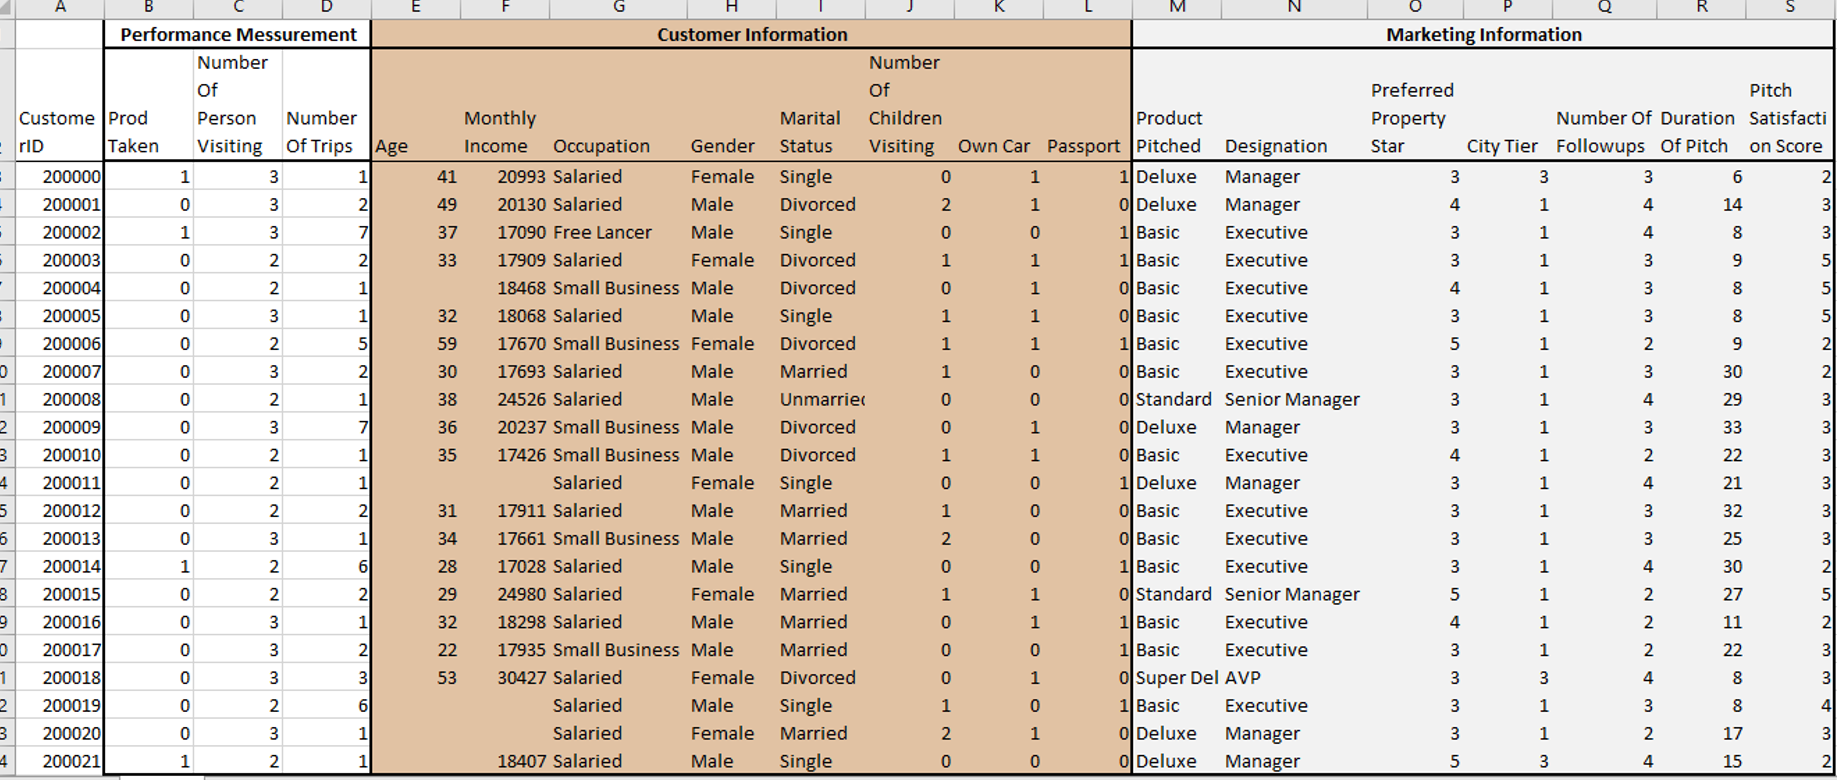 A B C D E F G H I J K L M N O P Q R S
Performance Messurement Customer Information Marketing Information
CustomerID Prod Taken Number Of Person Visiting Number Of Trips Age Monthly Income Occupation Gender Marital Status Number Of Children Visiting Own Car Passport Product Pitched Designation Preferred Property Star City Tier Number Of Followups Duration Of Pitch Pitch Satisfaction Score
200000 1 3 1 41 20993 Salaried Female Single 0 1 1 Deluxe Manager 3 3 3 6 2
200001 0 3 2 49 20130 Salaried Male Divorced 2 1 0 Deluxe Manager 4 1 4 14 3
200002 1 3 7 37 17090 Free Lancer Male Single 0 0 1 Basic Executive 3 1 4 8 3
200003 0 2 2 33 17909 Salaried Female Divorced 1 1 1 Basic Executive 3 1 3 9 5
200004 0 2 1 18468 Small Business Male Divorced 0 1 0 Basic Executive 4 1 3 8 5
200005 0 3 1 32 18068 Salaried Male Single 1 1 0 Basic Executive 3 1 3 8 5
200006 0 2 5 59 17670 Small Business Female Divorced 1 1 1 Basic Executive 5 1 2 9 2
200007 0 3 2 30 17693 Salaried Male Married 1 0 0 Basic Executive 3 1 3 30 2
200008 0 2 1 38 24526 Salaried Male Unmarried 0 0 0 Standard Senior Manager 3 1 4 29 3
200009 0 3 7 36 20237 Small Business Male Divorced 0 1 0 Deluxe Manager 3 1 3 33 3
200010 0 2 1 35 17426 Small Business Male Divorced 1 1 0 Basic Executive 4 1 2 22 3
200011 0 2 1 Salaried Female Single 0 0 1 Deluxe Manager 3 1 4 21 3
200012 0 2 2 31 17911 Salaried Male Married 1 0 0 Basic Executive 3 1 3 32 3
200013 0 3 1 34 17661 Small Business Male Married 2 0 0 Basic Executive 3 1 3 25 3
200014 1 2 6 28 17028 Salaried Male Single 0 0 1 Basic Executive 3 1 4 30 2
200015 0 2 2 29 24980 Salaried Female Married 1 1 0 Standard Senior Manager 5 1 2 27 5
200016 0 3 1 32 18298 Salaried Male Married 0 1 1 Basic Executive 4 1 2 11 2
200017 0 3 2 22 17935 Small Business Male Married 0 0 1 Basic Executive 3 1 2 22 3
200018 0 3 3 53 30427 Salaried Female Divorced 0 1 0 Super Del AVP 3 3 4 8 3
200019 0 2 6 Salaried Male Single 1 0 1 Basic Executive 3 1 3 8 4
200020 0 3 1 Salaried Female Married 2 1 0 Deluxe Manager 3 1 2 17 3
200021 1 2 1 18407 Salaried Male Single 0 0 0 Deluxe Manager 5 3 4 15 2